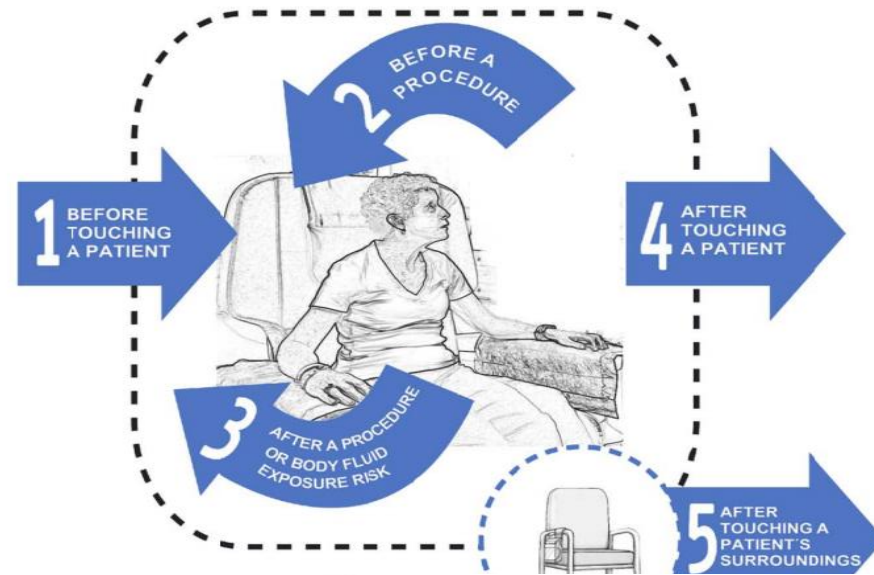 1
BEFORE
TOUCHING
A PATIENT
2
BEFORE A
PROCEDURE
3
AFTER A PROCEDURE
OR BODY FLUID
EXPOSURE RISK
4
AFTER
TOUCHING
A PATIENT
5
AFTER
TOUCHING A
PATIENT'S
SURROUNDINGS